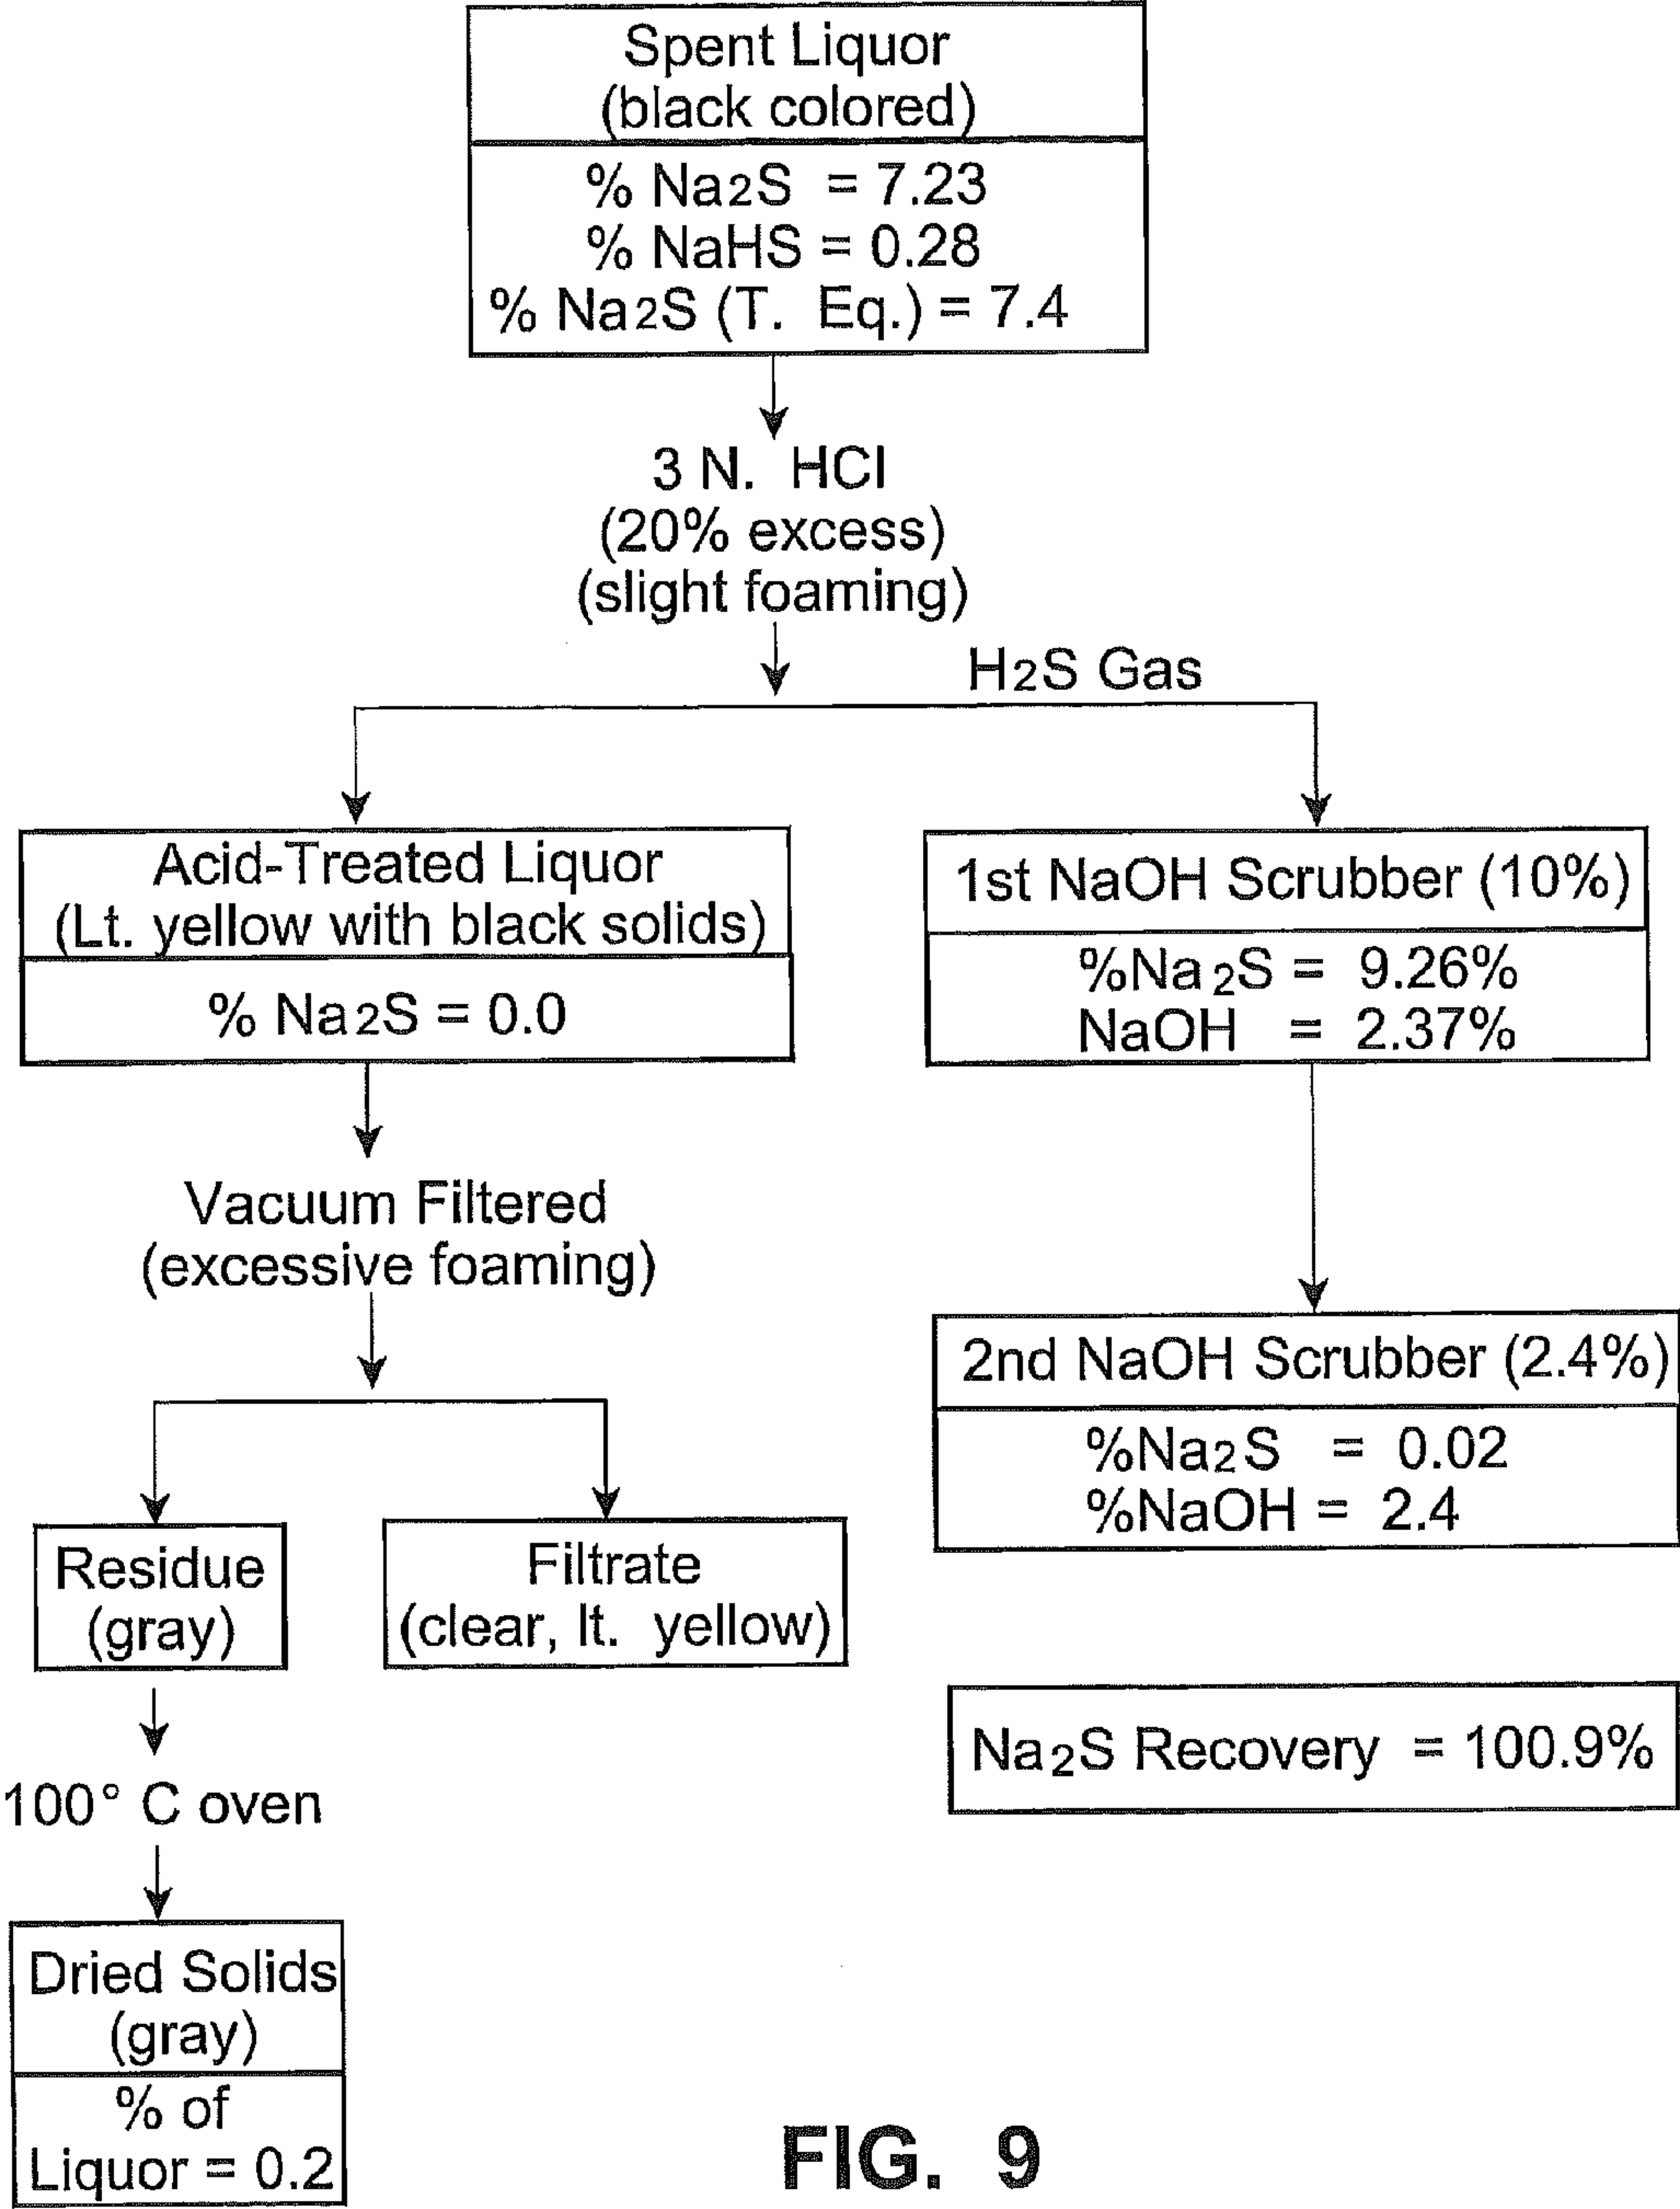 Spent Liquor
(black colored)
% Na2S = 7.23
% NaHS = 0.28
% Na2S (T. Eq.) = 7.4
3 N. HCl
(20% excess)
(slight foaming)
H2S Gas
Acid-Treated Liquor
(Lt. yellow with black solids)
% Na2S = 0.0
1st NaOH Scrubber (10%)
%Na2S = 9.26%
NaOH = 2.37%
Vacuum Filtered
(excessive foaming)
2nd NaOH Scrubber (2.4%)
%Na2S = 0.02
%NaOH = 2.4
Residue
(gray)
Filtrate
(clear, lt. yellow)
Na2S Recovery = 100.9%
100° C oven
Dried Solids
(gray)
% of
Liquor = 0.2
FIG. 9